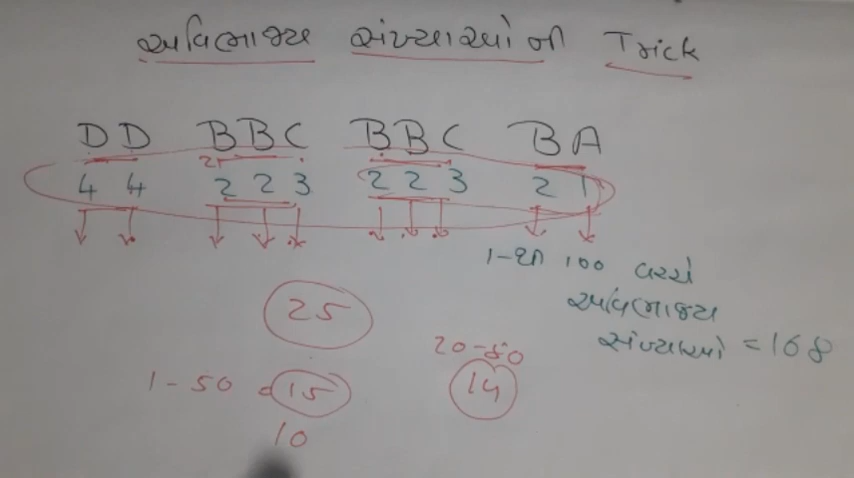 અવિભાજ્ય સંખ્યાઓની Trick
DD BBC BBC BA
4 4 2 2 3 2 2 3 2 1
1-થી 100 વચ્ચે
અવિભાજ્ય
સંખ્યાઓ = 168
25
20-80
1-50 = 15 14
10